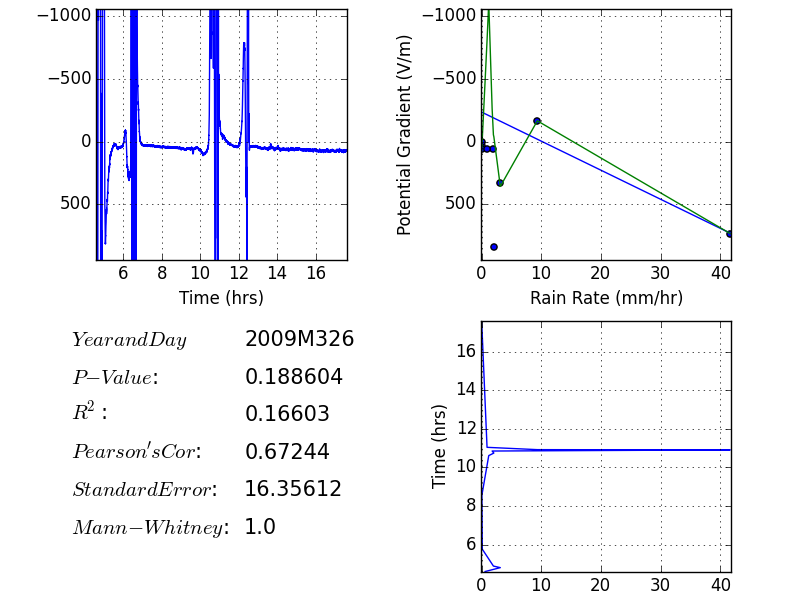 −1000
−500
0
500
6 8 10 12 14 16
Time (hrs)
Potential Gradient (V/m)
−1000
−500
0
500
0 10 20 30 40
Rain Rate (mm/hr)
YearandDay 2009M326
P−Value: 0.188604
R²: 0.16603
Pearson'sCor: 0.67244
StandardError: 16.35612
Mann−Whitney: 1.0
Time (hrs)
16
14
12
10
8
6
0 10 20 30 40